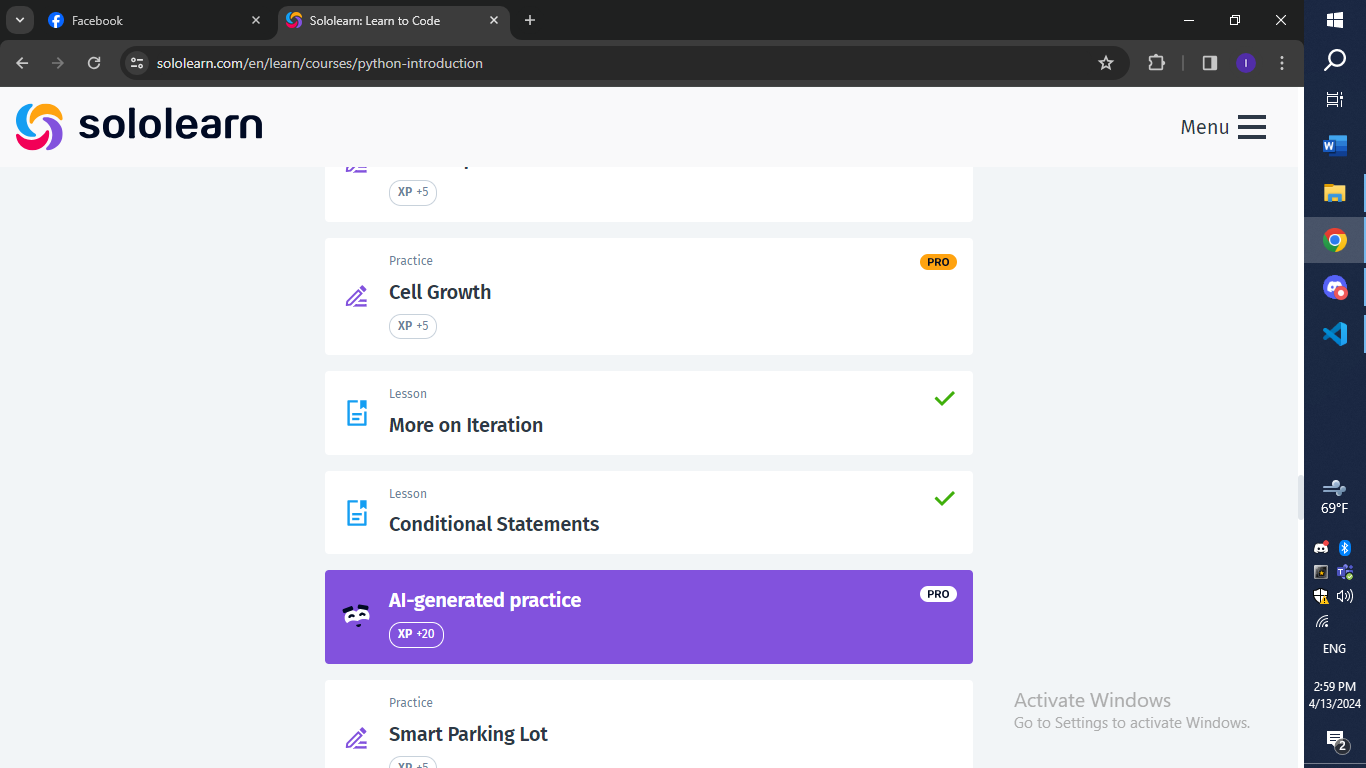 Facebook
Sololearn: Learn to Code
sololearn.com/en/learn/courses/python-introduction
I
sololearn
Menu
XP +5
Practice
PRO
Cell Growth
XP +5
Lesson
More on Iteration
Lesson
Conditional Statements
AI-generated practice
PRO
XP +20
Practice
Smart Parking Lot
XP +5
Activate Windows
Go to Settings to activate Windows.
W
69°F
ENG
2:59 PM
4/13/2024
2